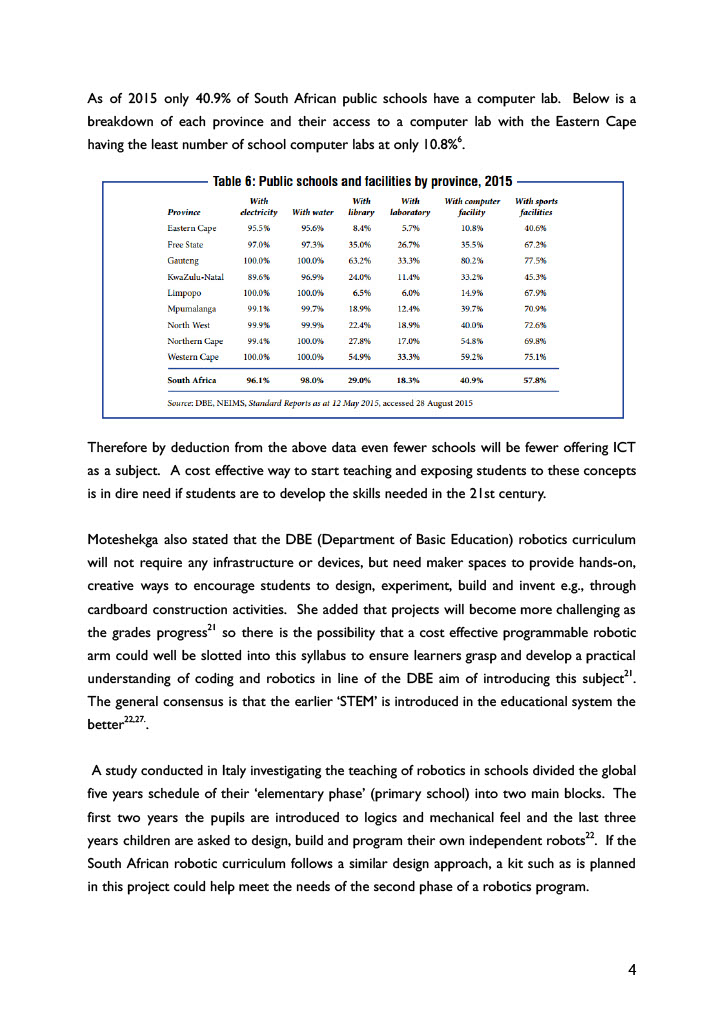 As of 2015 only 40.9% of South African public schools have a computer lab. Below is a
breakdown of each province and their access to a computer lab with the Eastern Cape
having the least number of school computer labs at only 10.8%6.
Table 6: Public schools and facilities by province, 2015
Province With electricity With water With library With laboratory With computer facility With sports facilities
Eastern Cape 95.5% 95.6% 8.4% 5.7% 10.8% 40.6%
Free State 97.0% 97.3% 35.0% 26.7% 35.5% 67.2%
Gauteng 100.0% 100.0% 63.2% 33.3% 80.2% 77.5%
KwaZulu-Natal 89.6% 96.9% 24.0% 11.4% 33.2% 45.3%
Limpopo 100.0% 100.0% 6.5% 6.0% 14.9% 67.9%
Mpumalanga 99.1% 99.7% 18.9% 12.4% 39.7% 70.9%
North West 99.9% 99.9% 22.4% 18.9% 40.0% 72.6%
Northern Cape 99.4% 100.0% 27.8% 17.0% 54.8% 69.8%
Western Cape 100.0% 100.0% 54.9% 33.3% 59.2% 75.1%
South Africa 96.1% 98.0% 29.0% 18.3% 40.9% 57.8%
Source: DBE, NEIMS, Standard Reports as at 12 May 2015, accessed 28 August 2015
Therefore by deduction from the above data even fewer schools will be fewer offering ICT
as a subject. A cost effective way to start teaching and exposing students to these concepts
is in dire need if students are to develop the skills needed in the 21st century.
Moteshekga also stated that the DBE (Department of Basic Education) robotics curriculum
will not require any infrastructure or devices, but need maker spaces to provide hands-on,
creative ways to encourage students to design, experiment, build and invent e.g., through
cardboard construction activities. She added that projects will become more challenging as
the grades progress21 so there is the possibility that a cost effective programmable robotic
arm could well be slotted into this syllabus to ensure learners grasp and develop a practical
understanding of coding and robotics in line of the DBE aim of introducing this subject21.
The general consensus is that the earlier ‘STEM’ is introduced in the educational system the
better22,27.
A study conducted in Italy investigating the teaching of robotics in schools divided the global
five years schedule of their ‘elementary phase’ (primary school) into two main blocks. The
first two years the pupils are introduced to logics and mechanical feel and the last three
years children are asked to design, build and program their own independent robots22. If the
South African robotic curriculum follows a similar design approach, a kit such as is planned
in this project could help meet the needs of the second phase of a robotics program.
4